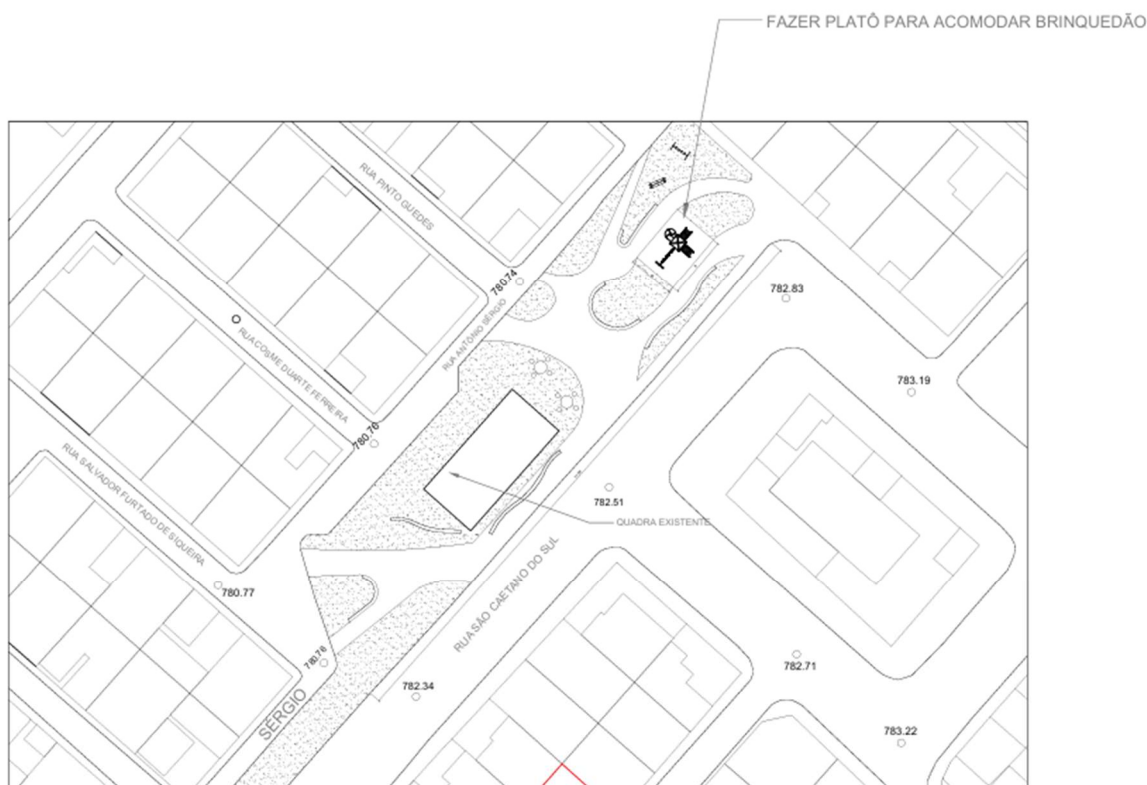 FAZER PLATÔ PARA ACOMODAR BRINQUEDÃO
RUA PINTO GUEDES
780.74
782.83
RUA ANTÔNIO SÉRGIO
RUA COSME DUARTE FERREIRA
783.19
780.76
RUA SALVADOR FURTADO DE SIQUEIRA
782.51
QUADRA EXISTENTE
780.77
RUA SÃO CAETANO DO SUL
780.76
782.71
782.34
SÉRGIO
783.22